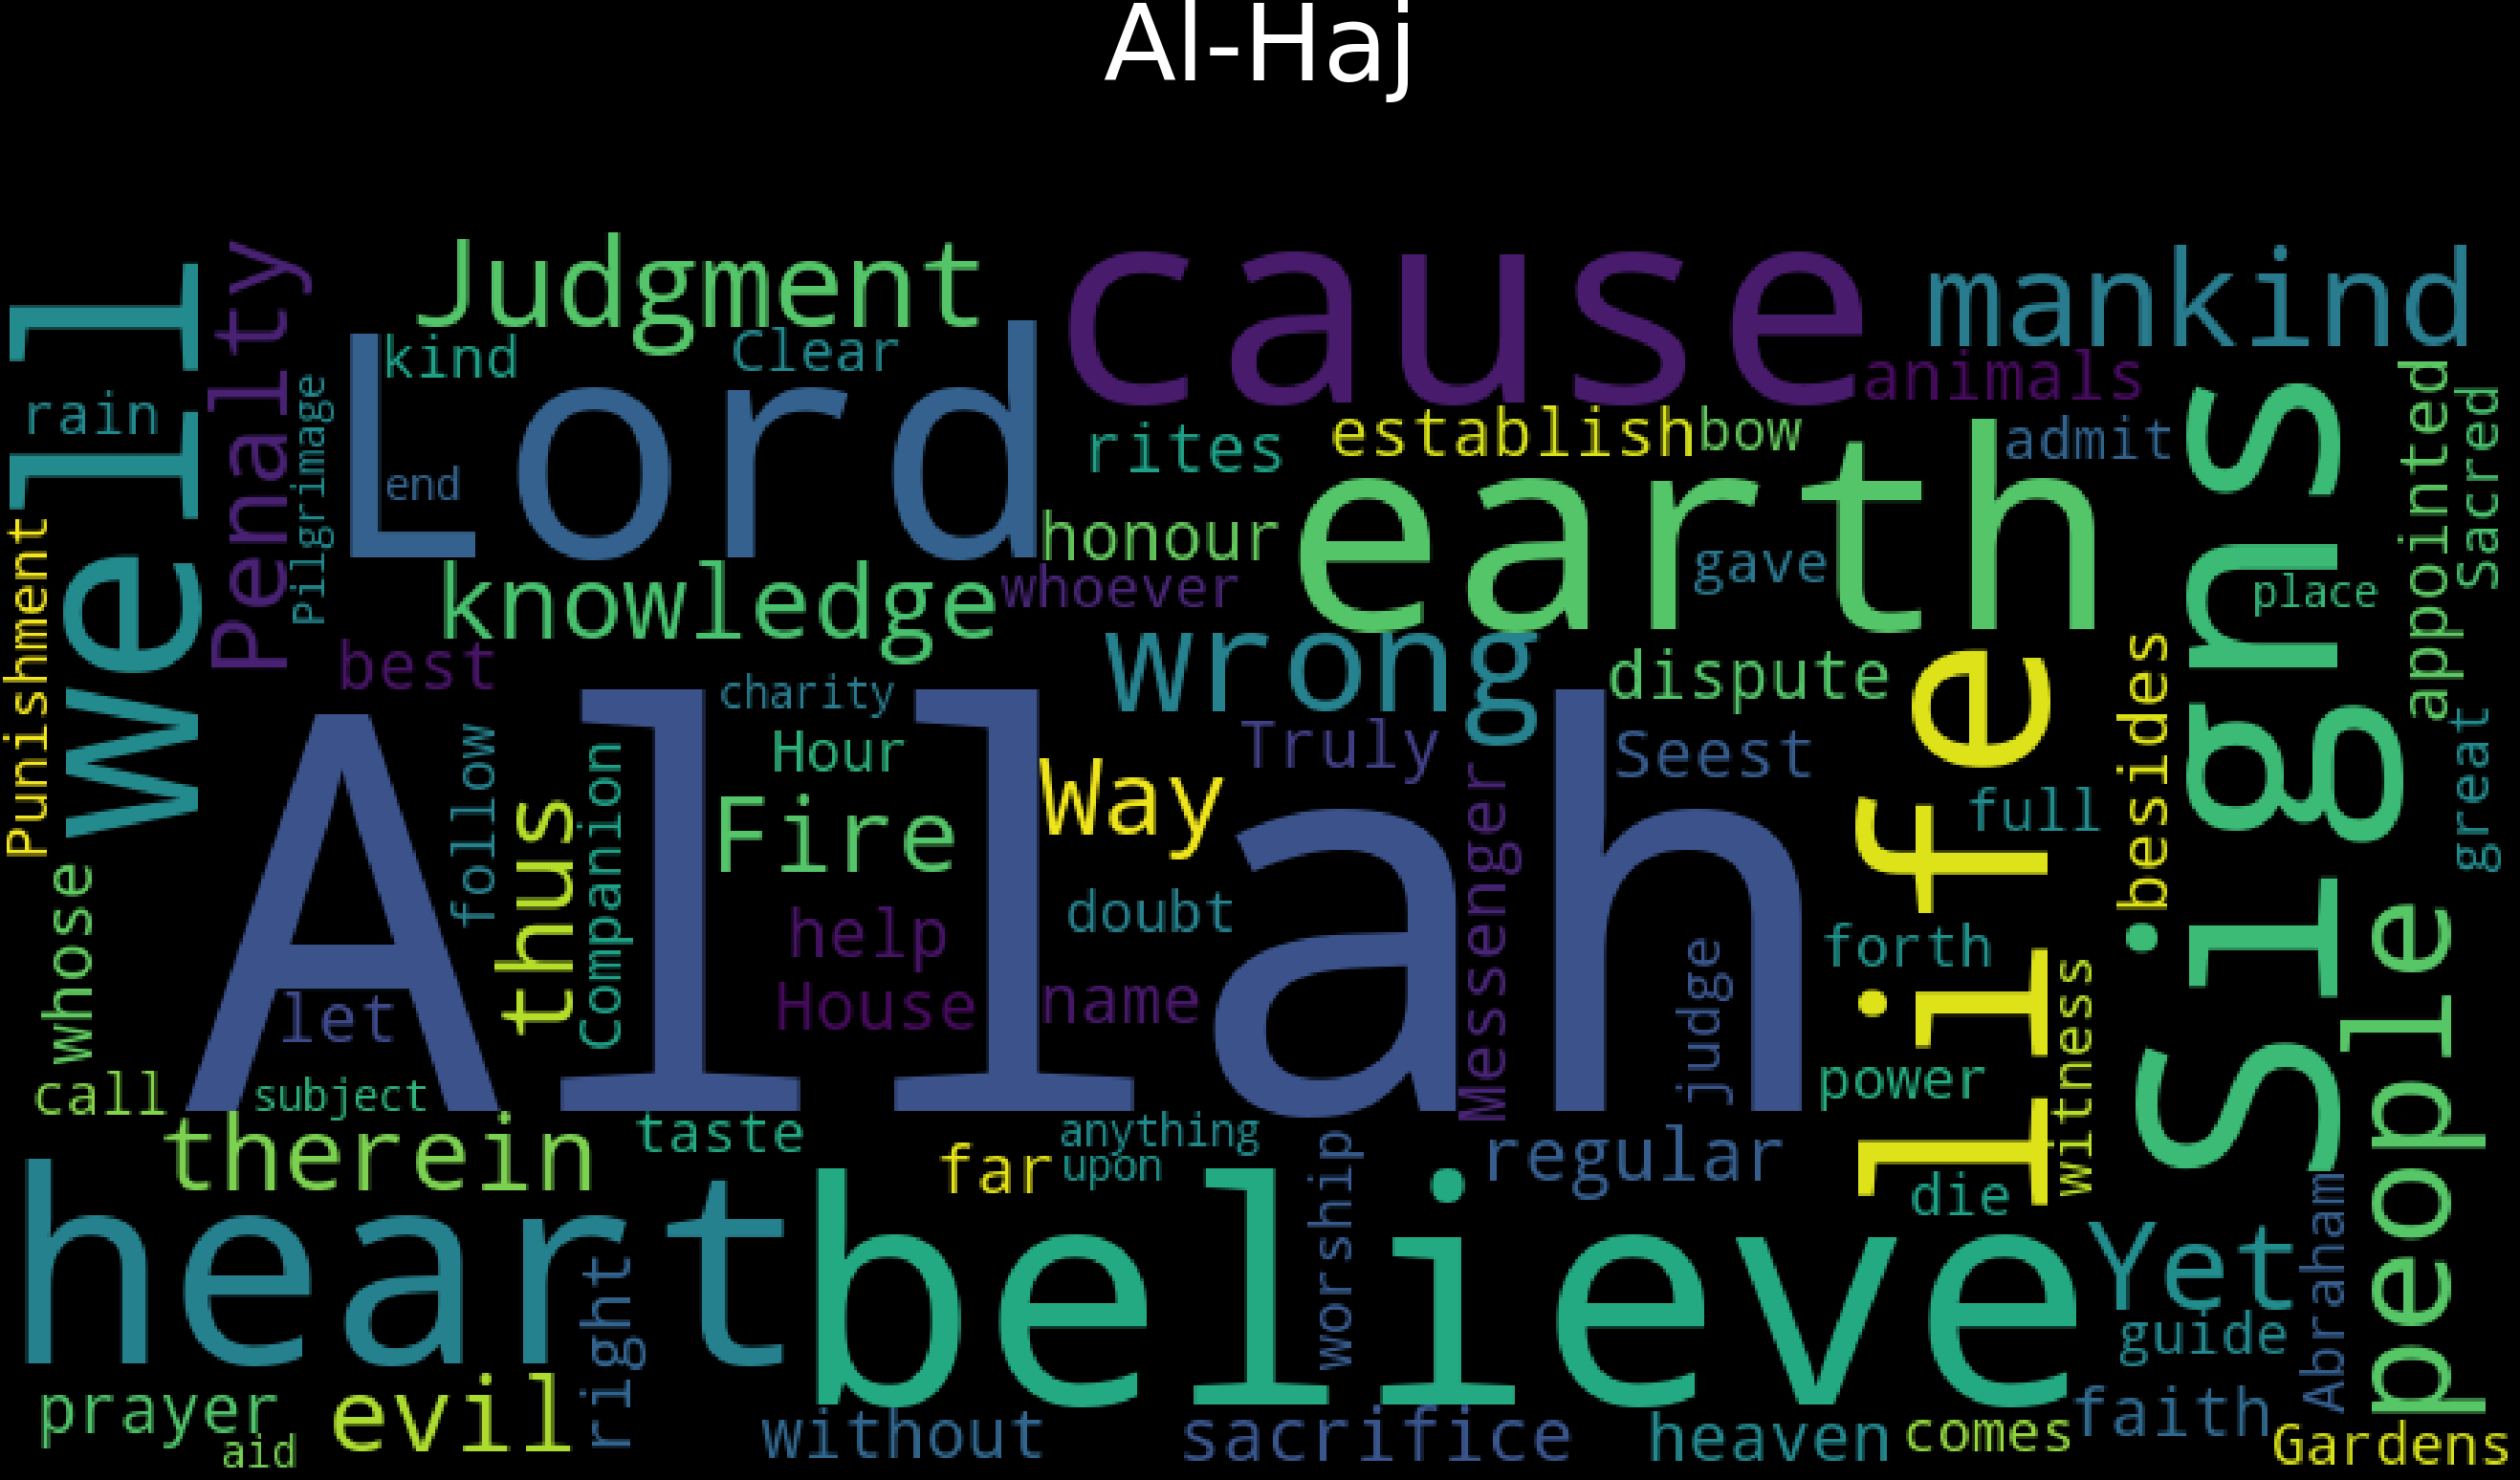 Al-Haj
Judgment
cause
mankind
well
Penalty
kind
Clear
Lord
animals
rain
Pilgrimage
end
rites
establish
bow
admit
Signs
appointed
Sacred
earth
honour
gave
place
knowledge
whoever
Punishment
best
wrong
dispute
life
besides
charity
Allah
follow
thus
Companion
Hour
Way
Truly
Messenger
Seest
full
great
Fire
whose
help
doubt
forth
people
House
name
judge
witness
let
call
subject
power
therein
taste
anything
far
upon
worship
regular
die
Abraham
heart
believe
right
Yet
guide
prayer
evil
aid
without
sacrifice
heaven
comes
faith
Gardens